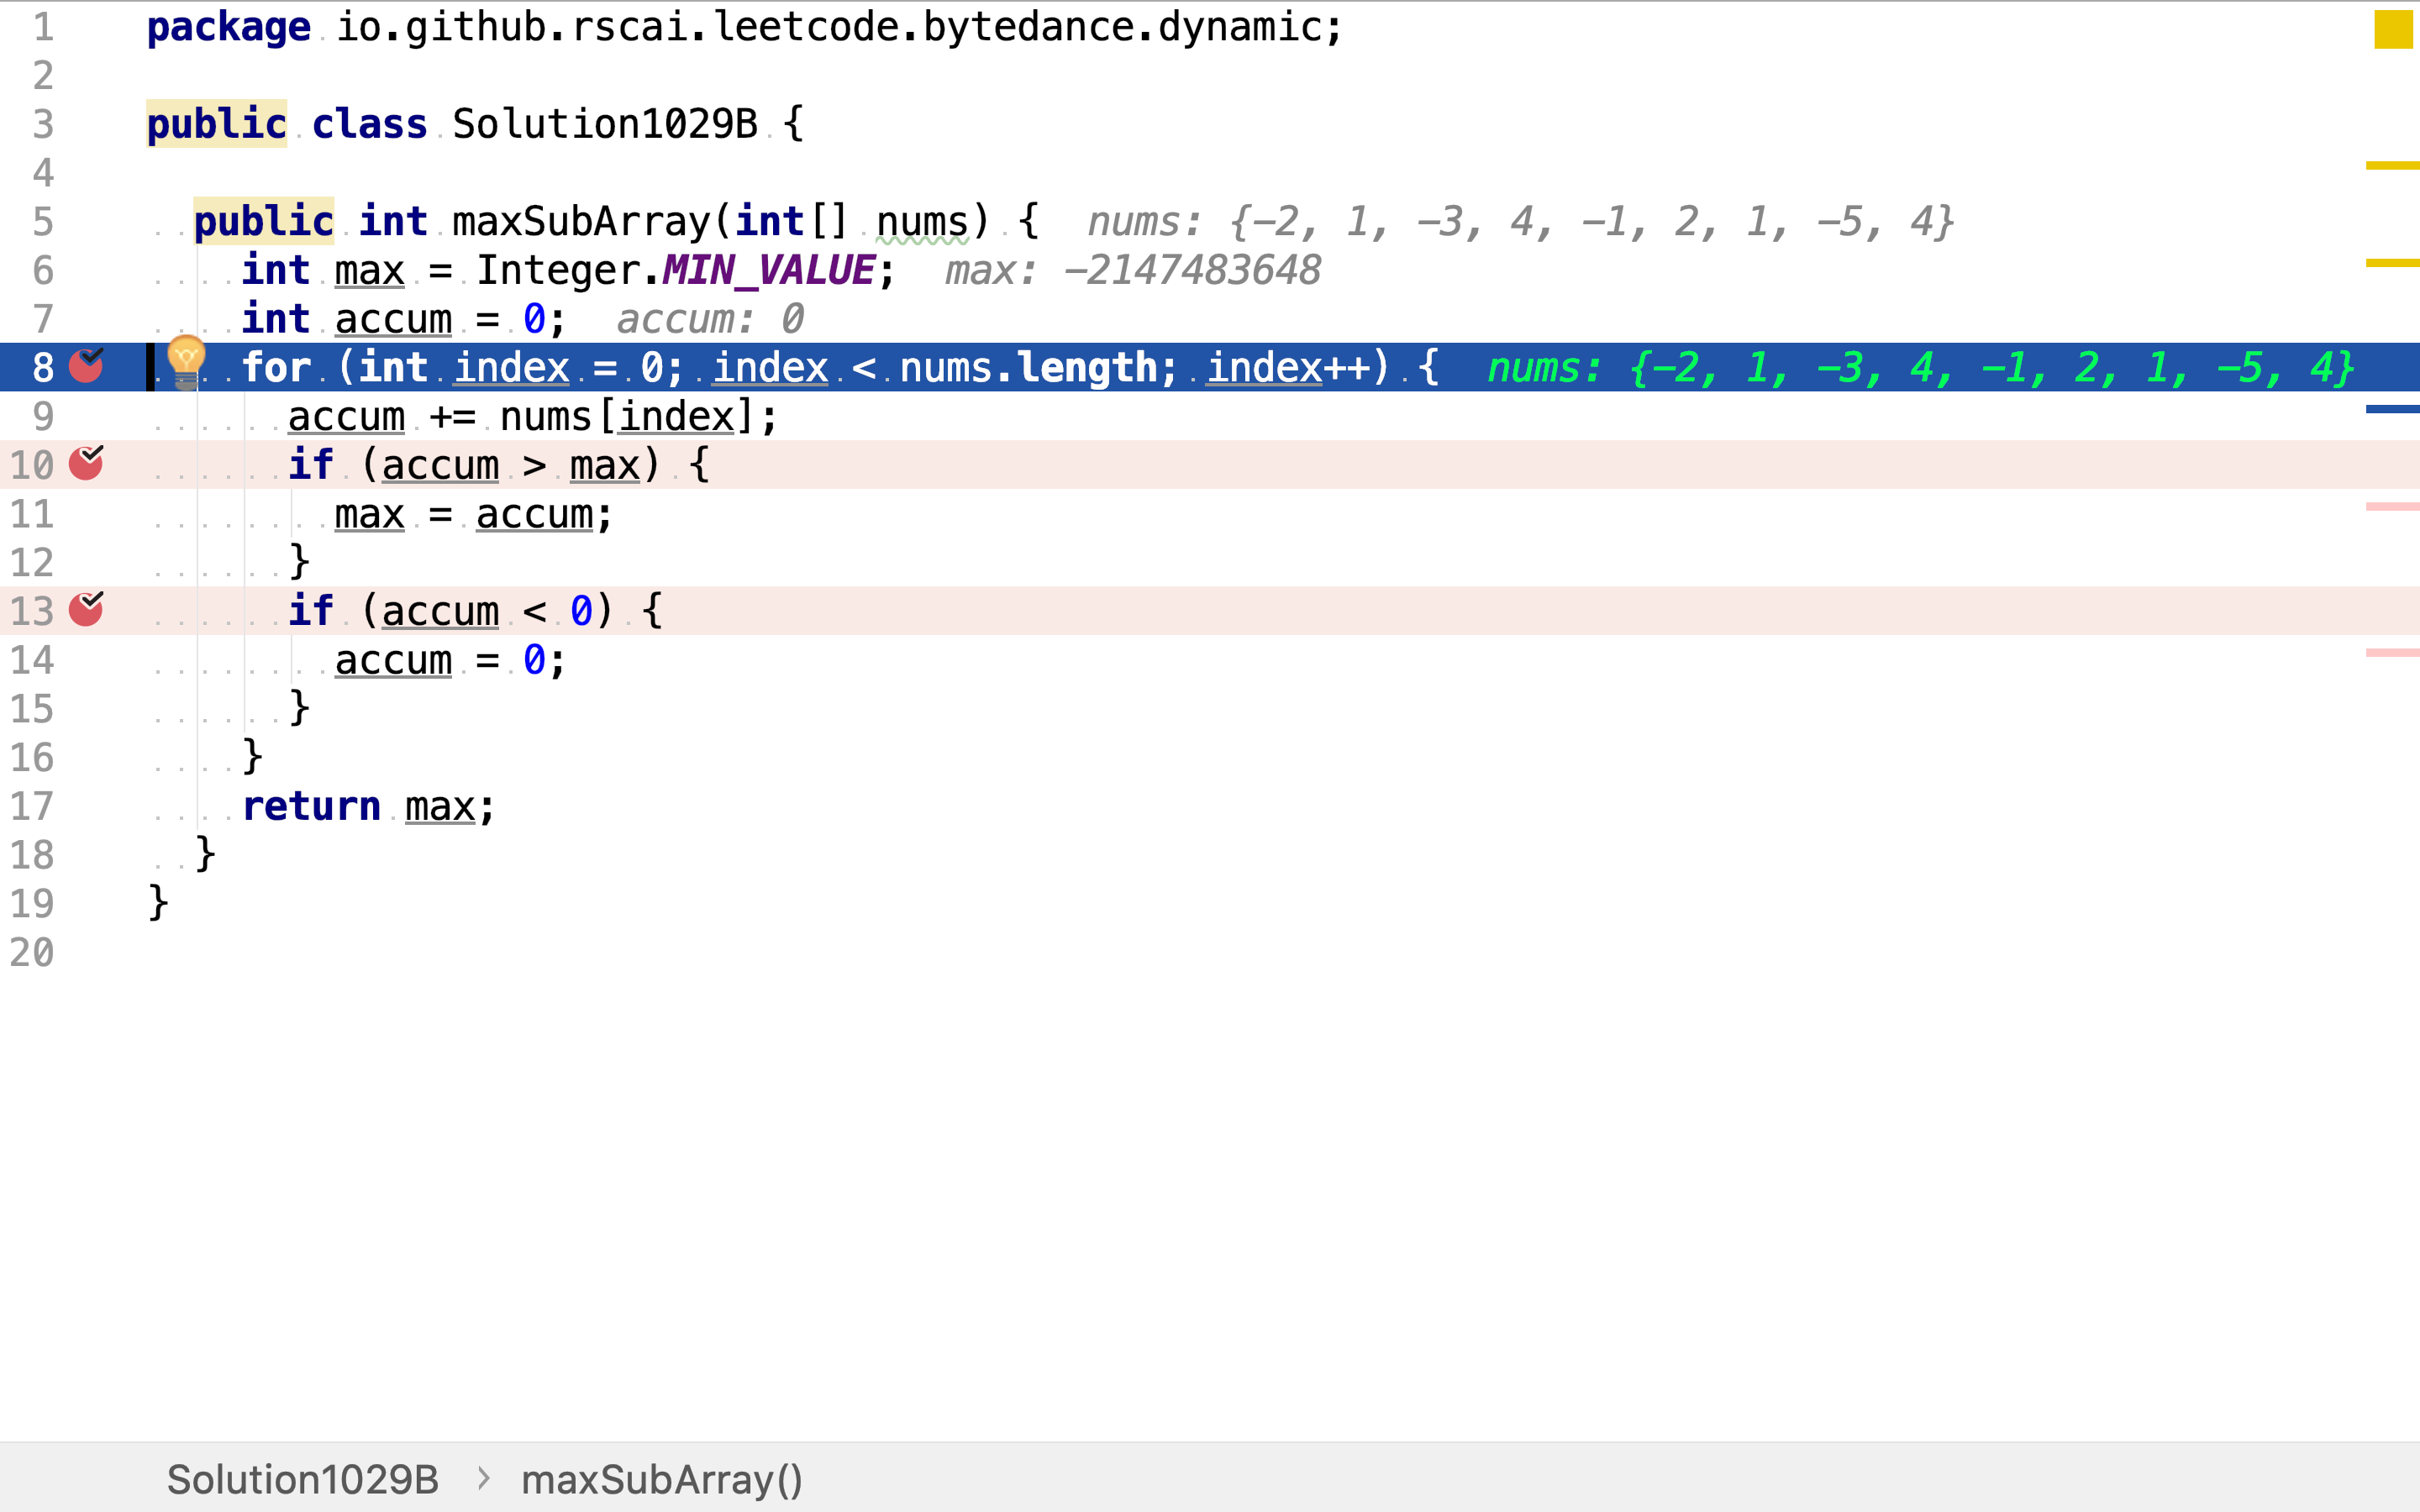 1 package io.github.rscai.leetcode.bytedance.dynamic;
2
3 public class Solution1029B {
4
5 public int maxSubArray(int[] nums) { nums: {-2, 1, -3, 4, -1, 2, 1, -5, 4}
6 int max = Integer.MIN_VALUE; max: -2147483648
7 int accum = 0; accum: 0
8 for (int index = 0; index < nums.length; index++) { nums: {-2, 1, -3, 4, -1, 2, 1, -5, 4}
9 accum += nums[index];
10 if (accum > max) {
11 max = accum;
12 }
13 if (accum < 0) {
14 accum = 0;
15 }
16 }
17 return max;
18 }
19 }
20
Solution1029B > maxSubArray()